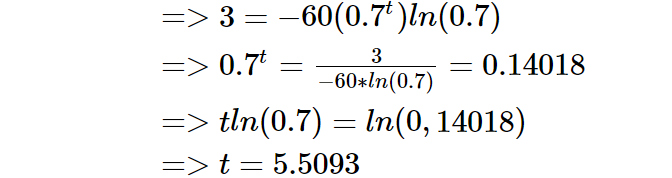 => 3 = −60(0.7^t)ln(0.7)
=> 0.7^t = \frac{3}{−60*ln(0.7)} = 0.14018
=> tln(0.7) = ln(0, 14018)
=> t = 5.5093